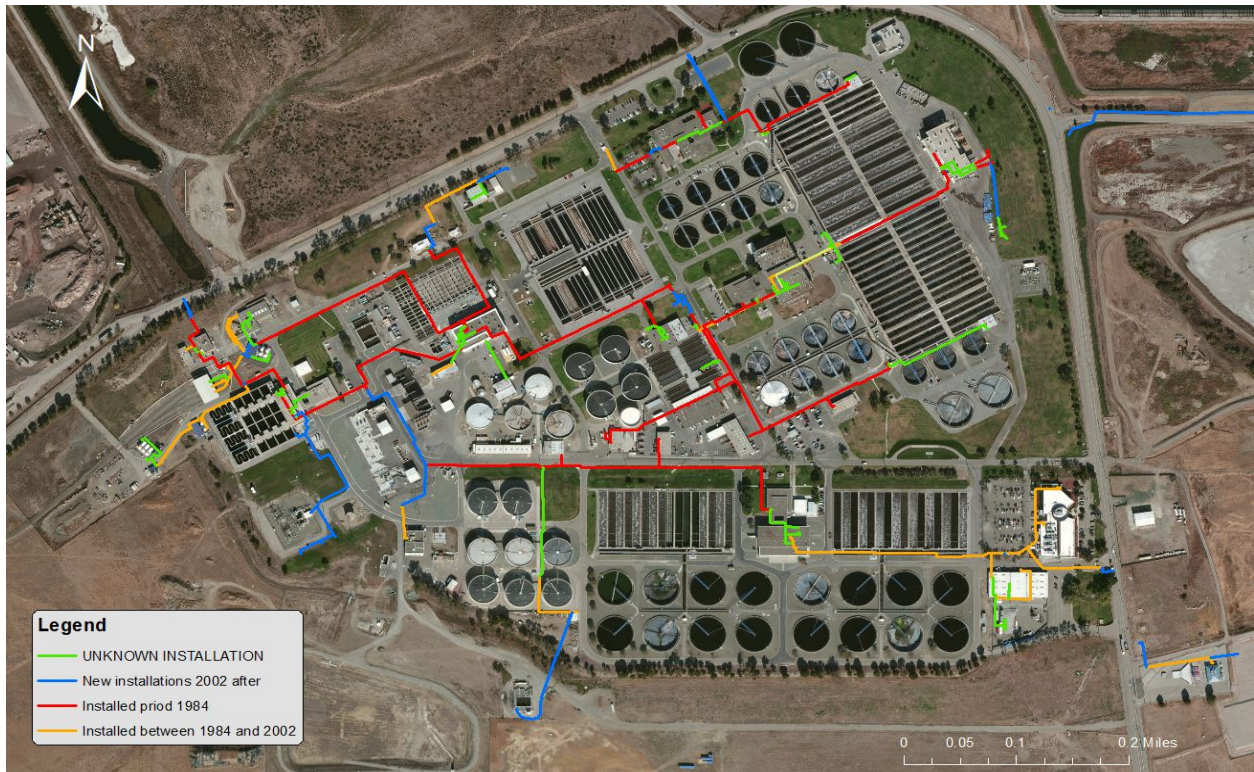 N
Legend
UNKNOWN INSTALLATION
New installations 2002 after
Installed priod 1984
Installed between 1984 and 2002
0 0.05 0.1 0.2 Miles